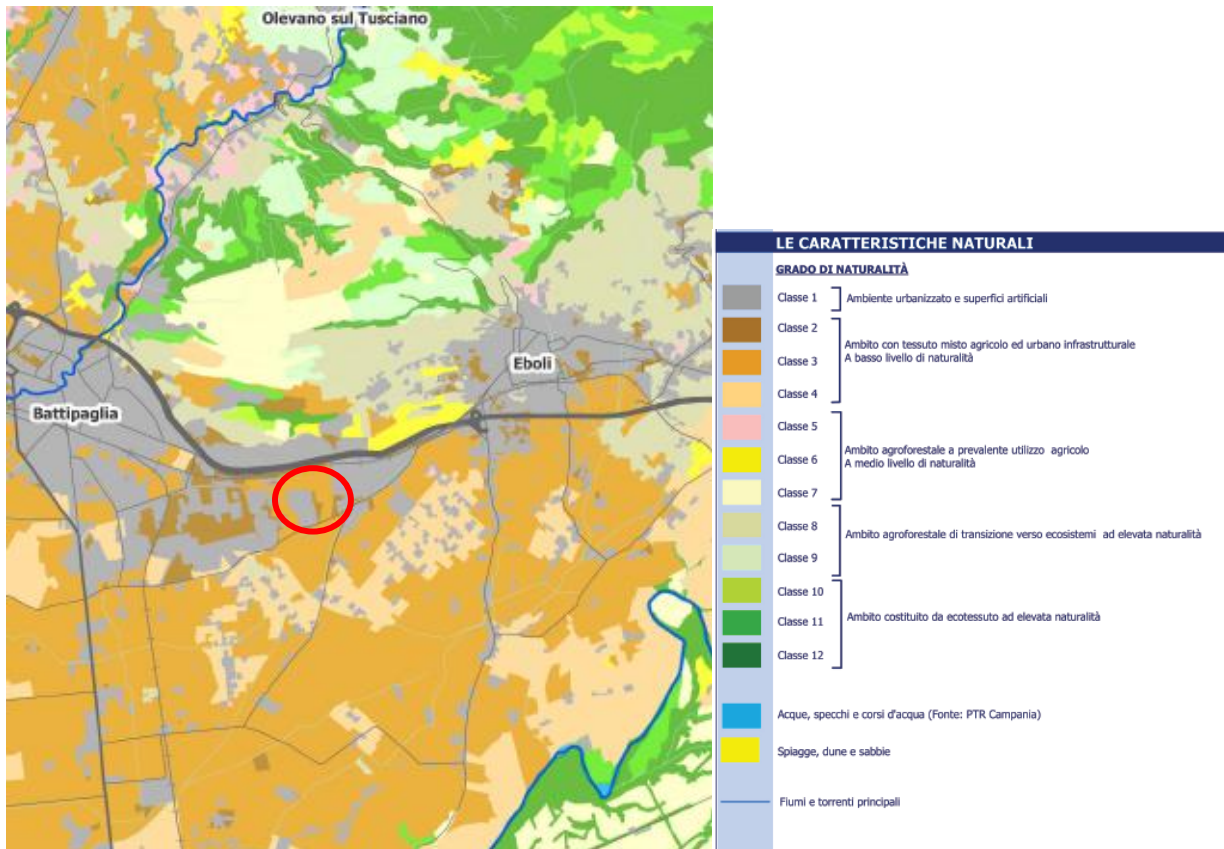 Olevano sul Tusciano
Eboli
Battipaglia
LE CARATTERISTICHE NATURALI
GRADO DI NATURALITÀ
Classe 1
Ambiente urbanizzato e superfici artificiali
Classe 2
Classe 3
Classe 4
Ambito con tessuto misto agricolo ed urbano infrastrutturale
A basso livello di naturalità
Classe 5
Classe 6
Classe 7
Ambito agroforestale a prevalente utilizzo agricolo
A medio livello di naturalità
Classe 8
Classe 9
Ambito agroforestale di transizione verso ecosistemi ad elevata naturalità
Classe 10
Classe 11
Classe 12
Ambito costituito da ecotessuto ad elevata naturalità
Acque, specchi e corsi d'acqua (Fonte: PTR Campania)
Spiagge, dune e sabbie
Fiumi e torrenti principali